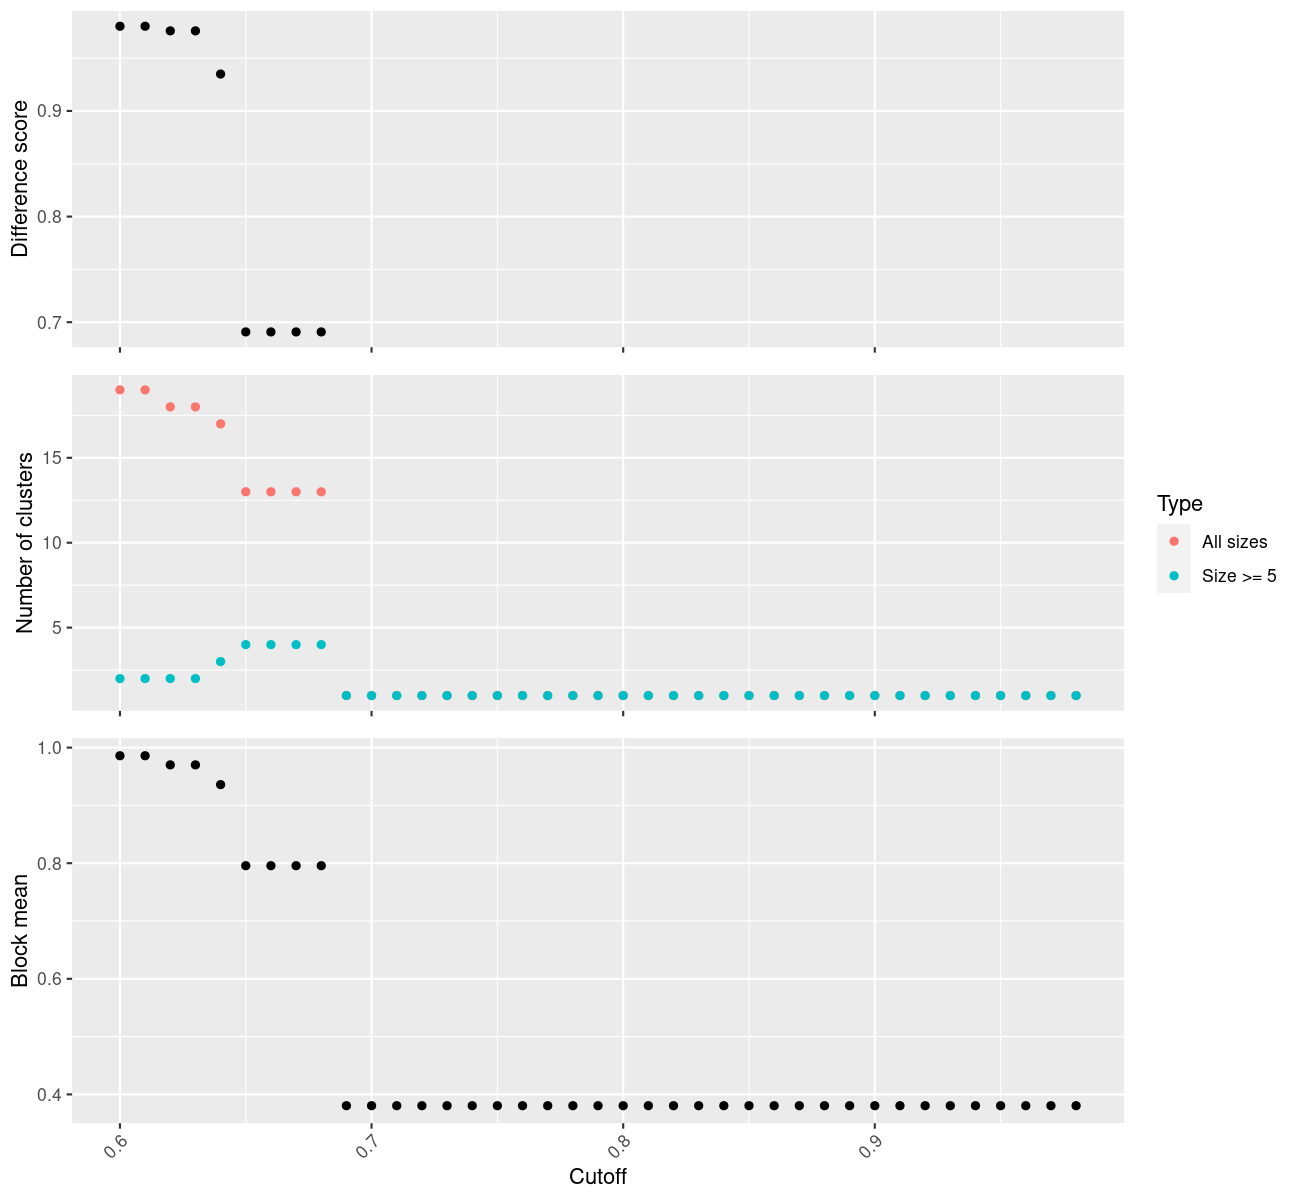 Difference score
0.9
0.8
0.7
Number of clusters
15
10
5
Type
All sizes
Size >= 5
Block mean
1.0
0.8
0.6
0.4
0.6
0.7
0.8
0.9
Cutoff